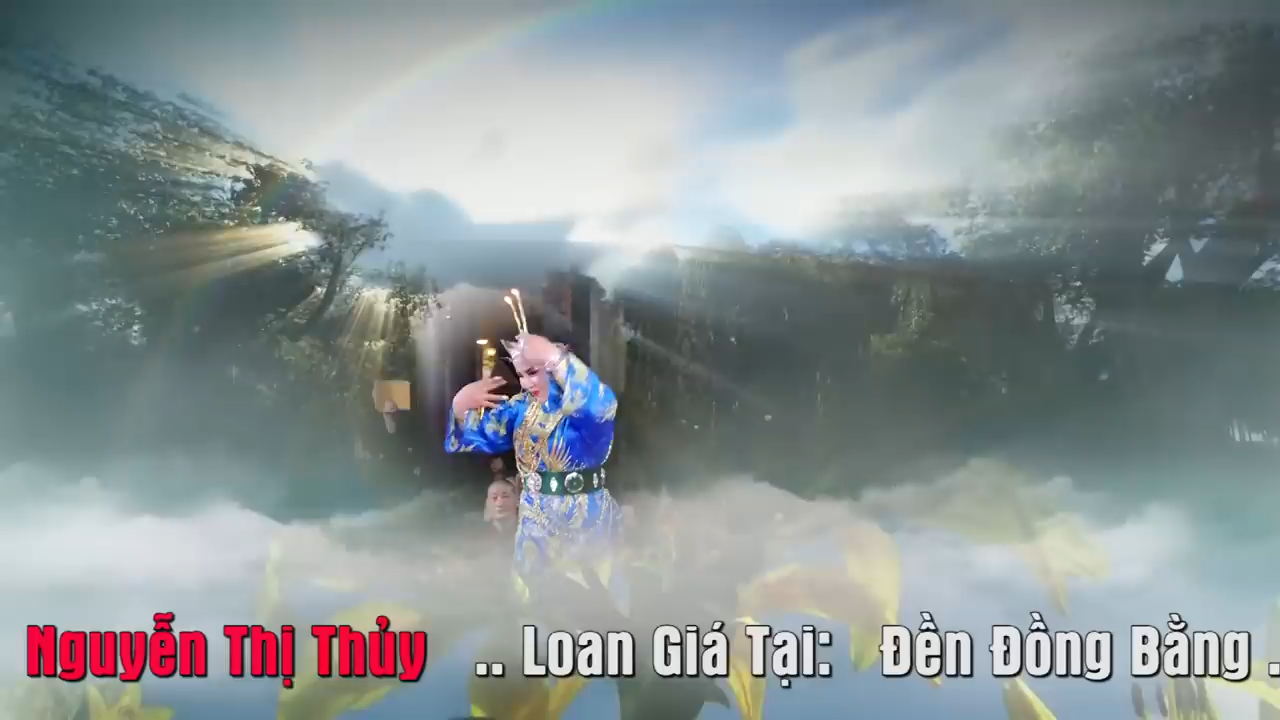 Nguyễn Thị Thủy .. Loan Giá Tại: Đền Đồng Bằng .